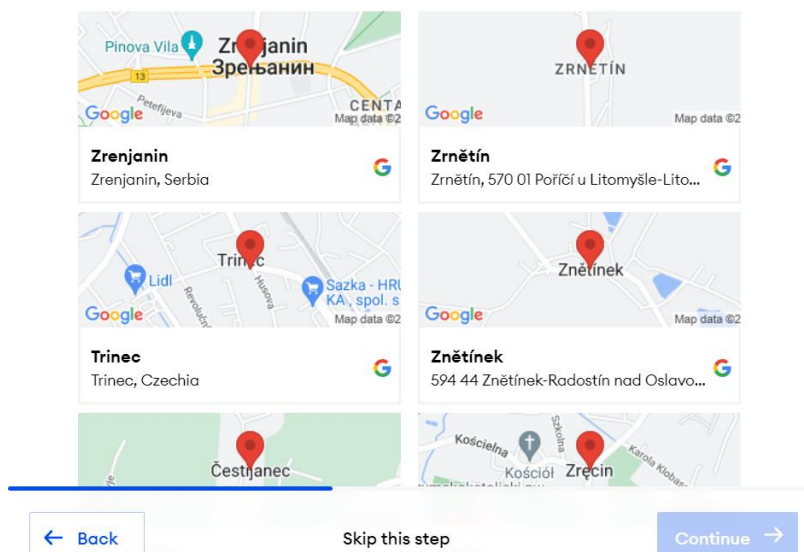 Pinova Vila
Zrenjanin
Зрењанин
13
Petefijeva
CENTA
Google
Map data ©2
ZRNĚTÍN
Google
Map data ©2
Zrenjanin
Zrenjanin, Serbia
Zrnětín
Zrnětín, 570 01 Poříčí u Litomyšle-Lito...
Trinec
Lidl
Revoluční
Husova
Sazka - HRU
KA, spol. s
Google
Map data ©2
Znětínek
Google
Map data ©2
Trinec
Trinec, Czechia
Znětínek
594 44 Znětínek-Radostín nad Oslavo...
Čestijanec
Kościelna
Szkolna
Kościół
Zręcin
Karola Klobas
Back
Skip this step
Continue